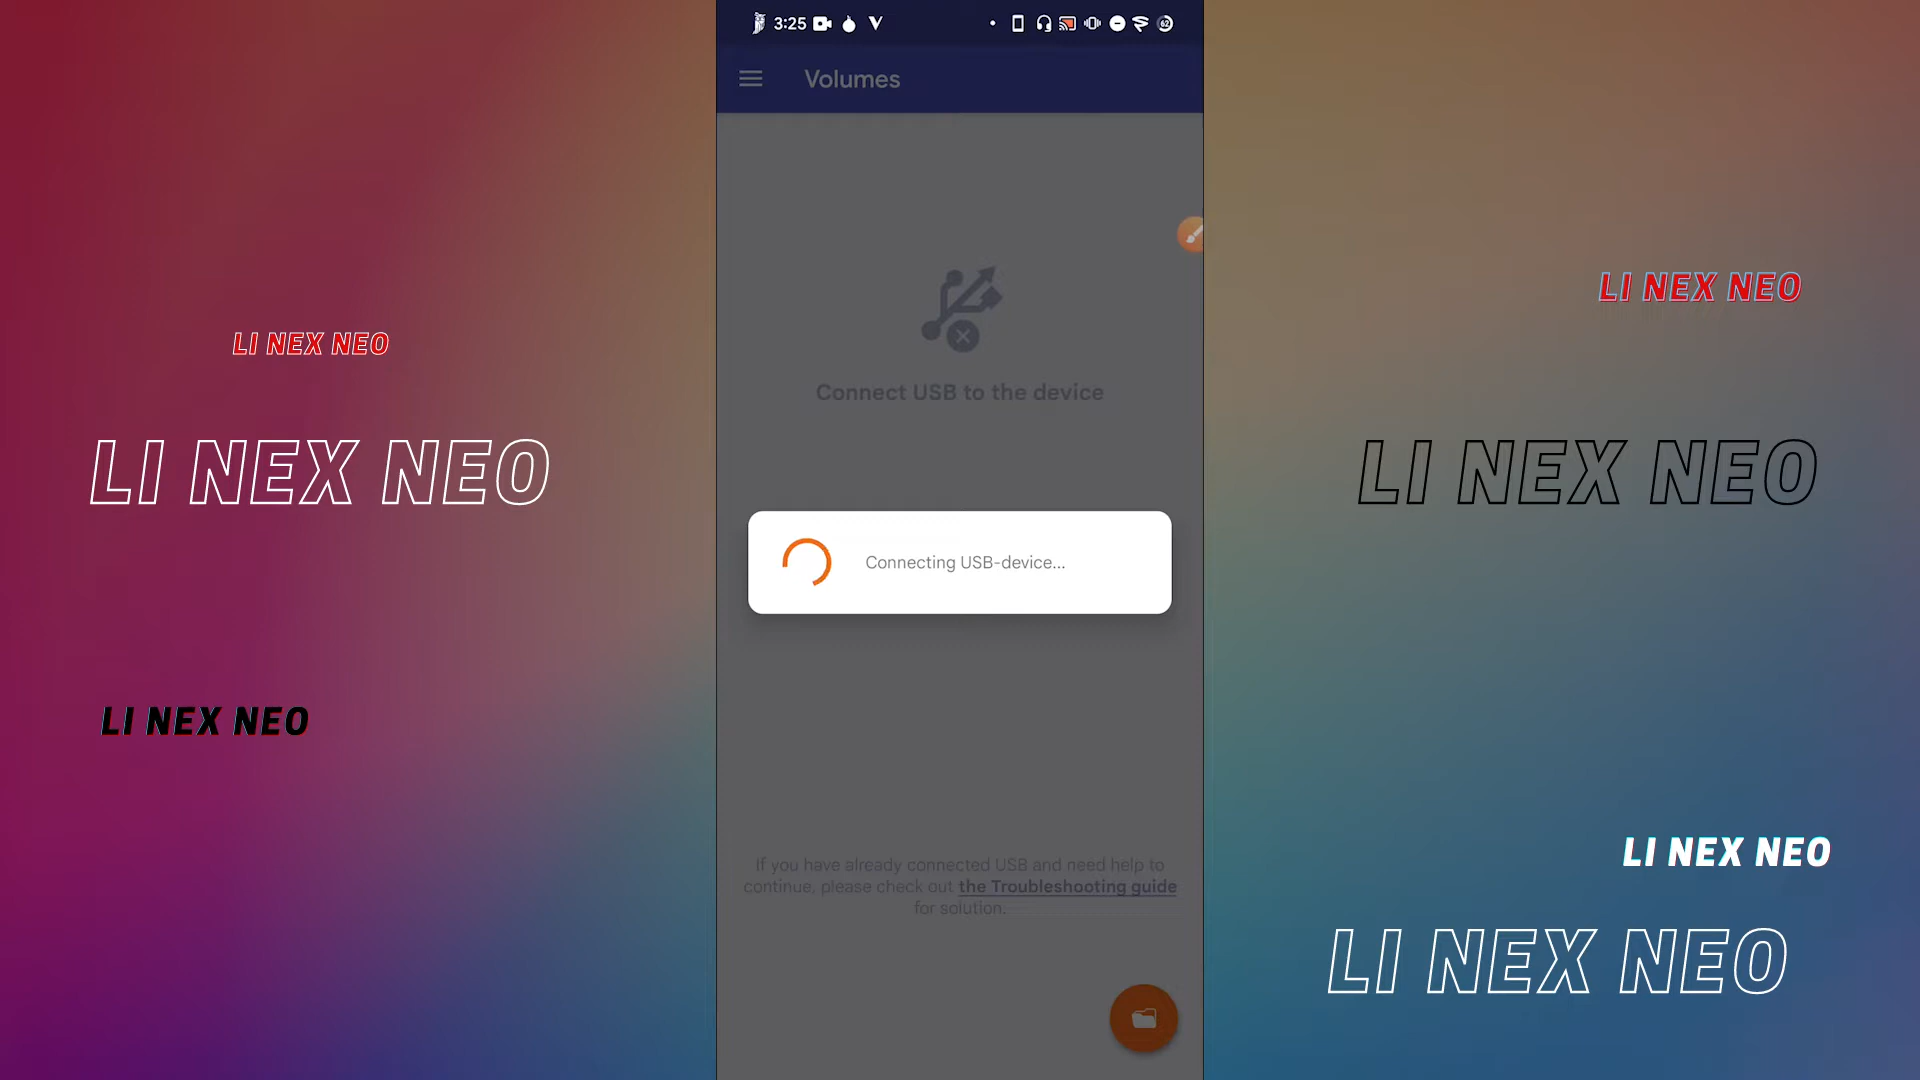 3:25
62
Volumes
LI NEX NEO
LI NEX NEO
Connect USB to the device
LI NEX NEO
LI NEX NEO
Connecting USB-device...
LI NEX NEO
LI NEX NEO
If you have already connected USB and need help to
continue, please check out the Troubleshooting guide
for solution.
LI NEX NEO